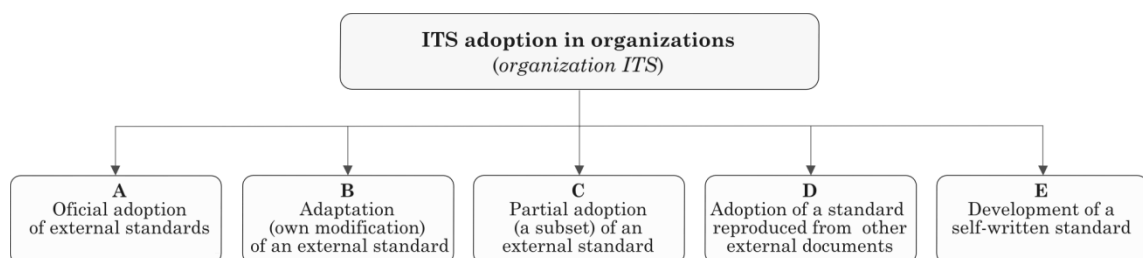 ITS adoption in organizations
(organization ITS)
A
Oficial adoption
of external standards
B
Adaptation
(own modification)
of an external standard
C
Partial adoption
(a subset) of an
external standard
D
Adoption of a standard
reproduced from other
external documents
E
Development of a
self-written standard